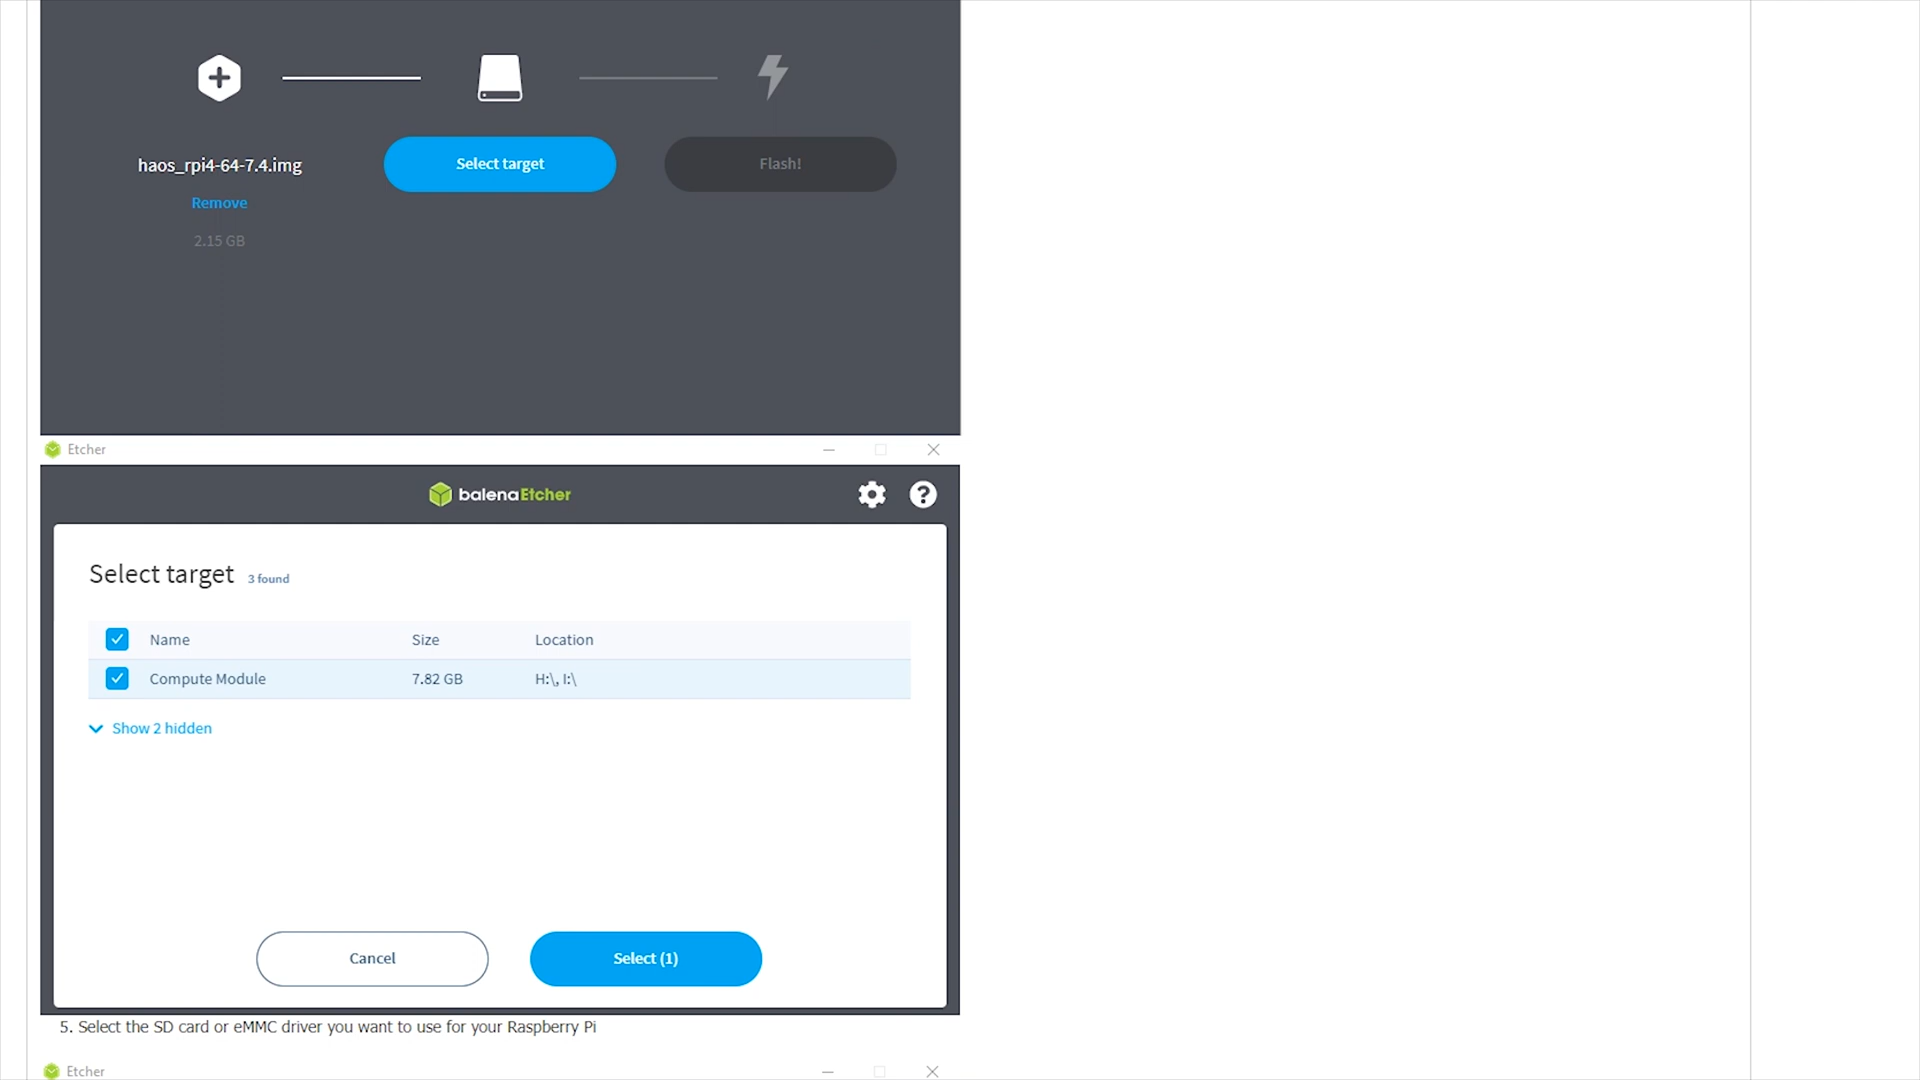 haos_rpi4-64-7.4.img
Select target
Flash!
Remove
2.15 GB
Etcher
balenaEtcher
Select target 3 found
Name Size Location
Compute Module 7.82 GB H:\, I:\
Show 2 hidden
Cancel
Select (1)
5. Select the SD card or eMMC driver you want to use for your Raspberry Pi
Etcher